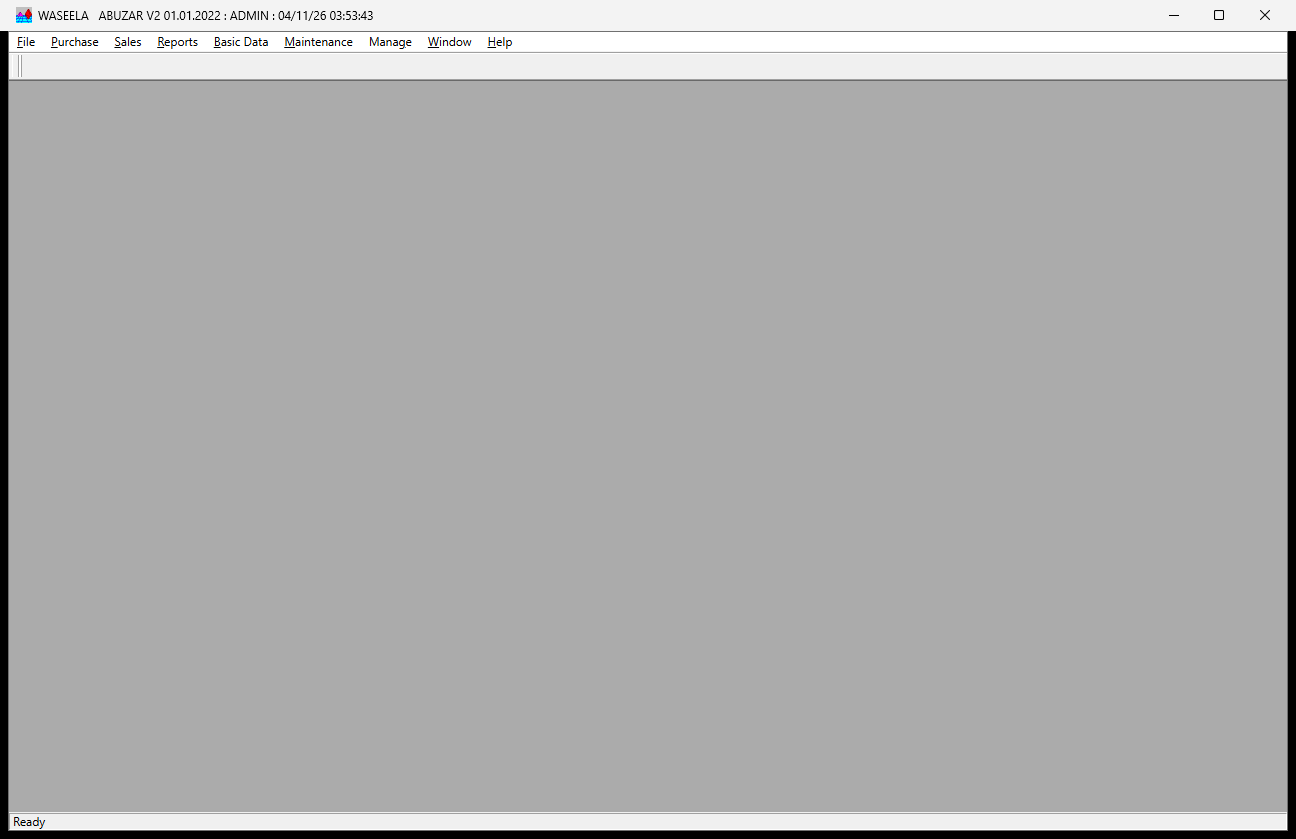 WASEELA   ABUZAR V2 01.01.2022 : ADMIN : 04/11/26 03:53:43
File Purchase Sales Reports Basic Data Maintenance Manage Window Help
Ready